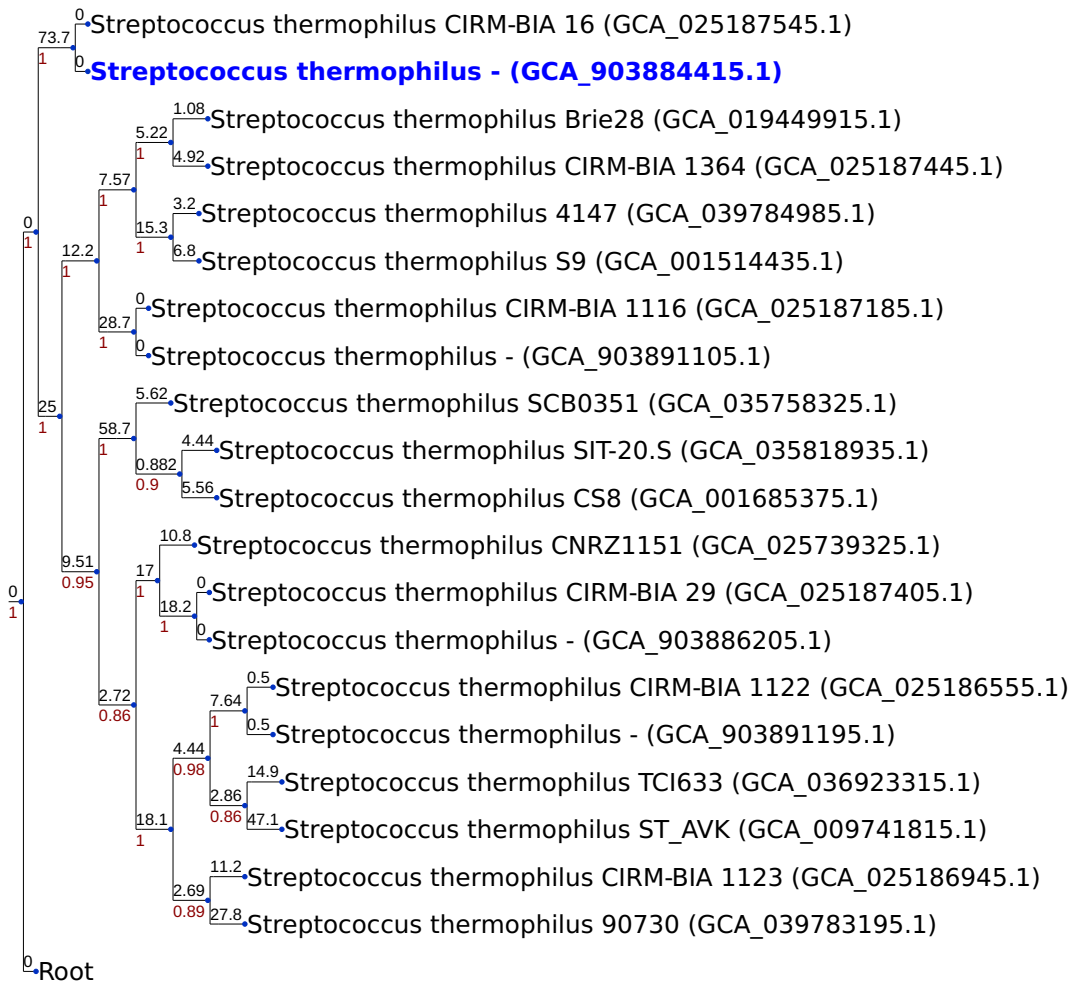 0
Streptococcus thermophilus CIRM-BIA 16 (GCA_025187545.1)
73.7
1
0
Streptococcus thermophilus - (GCA_903884415.1)
1.08
Streptococcus thermophilus Brie28 (GCA_019449915.1)
5.22
1
4.92
Streptococcus thermophilus CIRM-BIA 1364 (GCA_025187445.1)
7.57
1
3.2
Streptococcus thermophilus 4147 (GCA_039784985.1)
15.3
1
0
1
12.2
1
6.8
Streptococcus thermophilus S9 (GCA_001514435.1)
0
Streptococcus thermophilus CIRM-BIA 1116 (GCA_025187185.1)
28.7
1
0
Streptococcus thermophilus - (GCA_903891105.1)
5.62
Streptococcus thermophilus SCB0351 (GCA_035758325.1)
25
1
58.7
1
4.44
Streptococcus thermophilus SIT-20.S (GCA_035818935.1)
0.882
0.9
5.56
Streptococcus thermophilus CS8 (GCA_001685375.1)
10.8
Streptococcus thermophilus CNRZ1151 (GCA_025739325.1)
9.51
0.95
17
1
0
Streptococcus thermophilus CIRM-BIA 29 (GCA_025187405.1)
0
1
18.2
1
0
Streptococcus thermophilus - (GCA_903886205.1)
0.5
Streptococcus thermophilus CIRM-BIA 1122 (GCA_025186555.1)
2.72
0.86
7.64
1
0.5
Streptococcus thermophilus - (GCA_903891195.1)
4.44
0.98
14.9
Streptococcus thermophilus TCI633 (GCA_036923315.1)
2.86
0.86
18.1
1
47.1
Streptococcus thermophilus ST_AVK (GCA_009741815.1)
11.2
Streptococcus thermophilus CIRM-BIA 1123 (GCA_025186945.1)
2.69
0.89
27.8
Streptococcus thermophilus 90730 (GCA_039783195.1)
0
Root